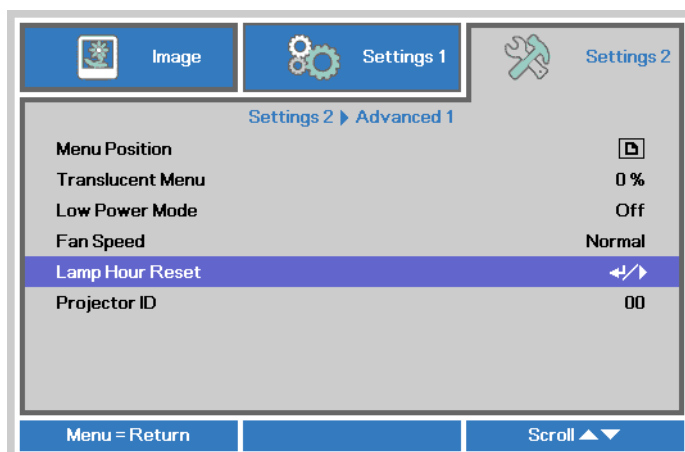 Image
Settings 1
Settings 2
Settings 2 Advanced 1
Menu Position
Translucent Menu 0 %
Low Power Mode Off
Fan Speed Normal
Lamp Hour Reset
Projector ID 00
Menu = Return Scroll